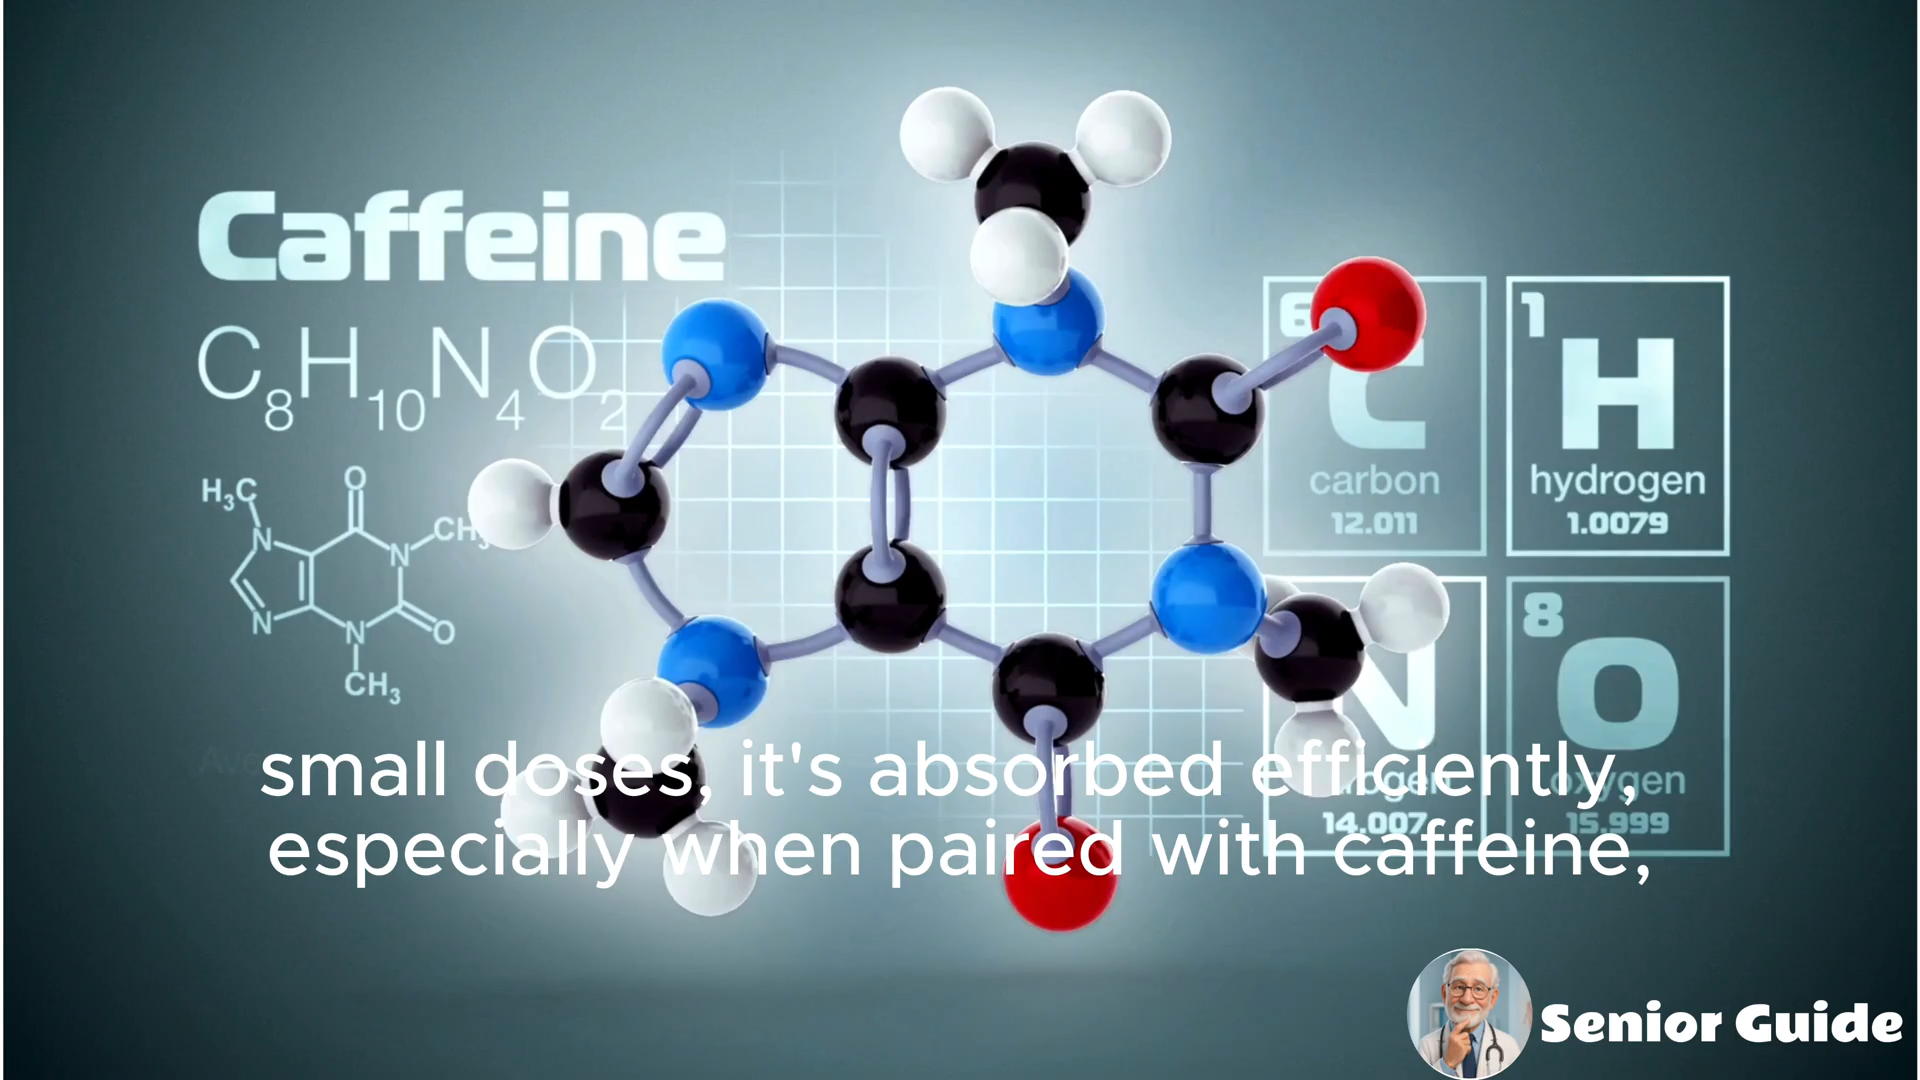 Caffeine
C8H10N4O2
H3C
O
CH3
N
N
N
N
O
CH3
6
C
carbon
12.011
1
H
hydrogen
1.0079
N
14.007
8
O
oxygen
15.999
small doses, it's absorbed efficiently,
especially when paired with caffeine,
Senior Guide